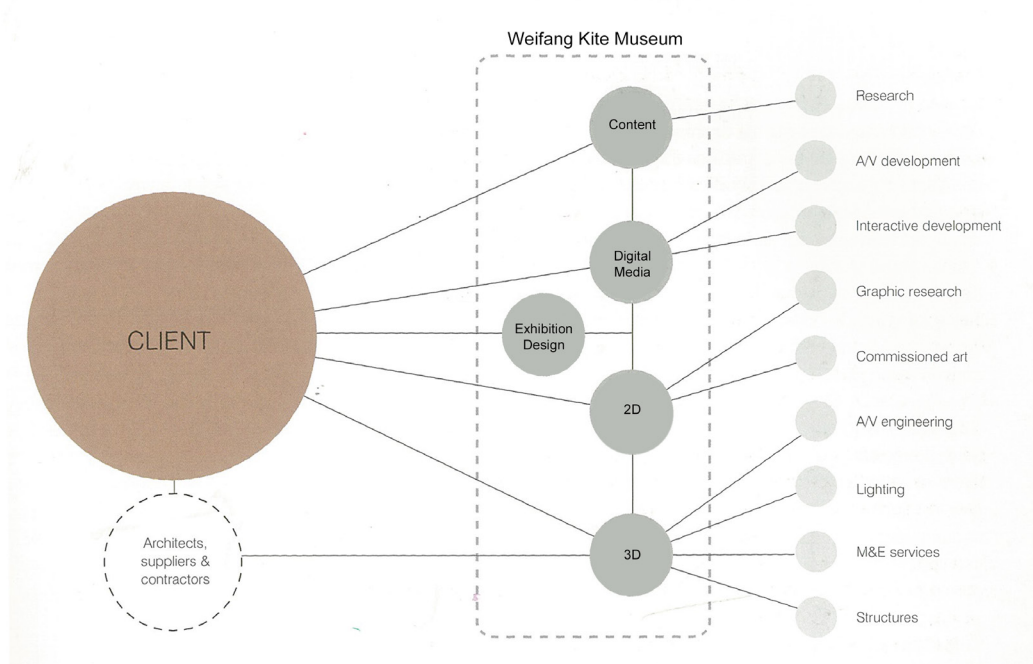 Weifang Kite Museum
Content
Digital
Media
Exhibition
Design
2D
3D
CLIENT
Architects,
suppliers &
contractors
Research
A/V development
Interactive development
Graphic research
Commissioned art
A/V engineering
Lighting
M&E services
Structures